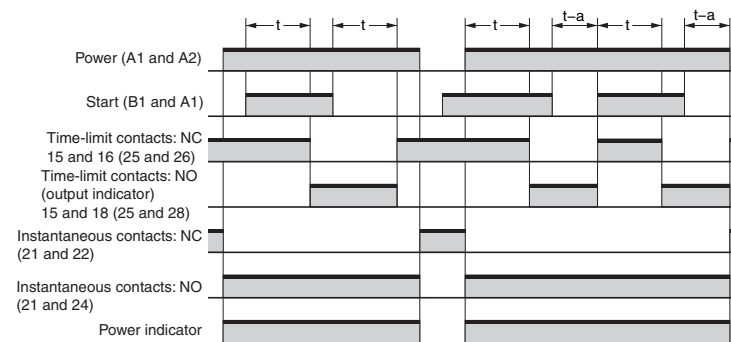 t t t t–a t t–a
Power (A1 and A2)
Start (B1 and A1)
Time-limit contacts: NC
15 and 16 (25 and 26)
Time-limit contacts: NO
(output indicator)
15 and 18 (25 and 28)
Instantaneous contacts: NC
(21 and 22)
Instantaneous contacts: NO
(21 and 24)
Power indicator